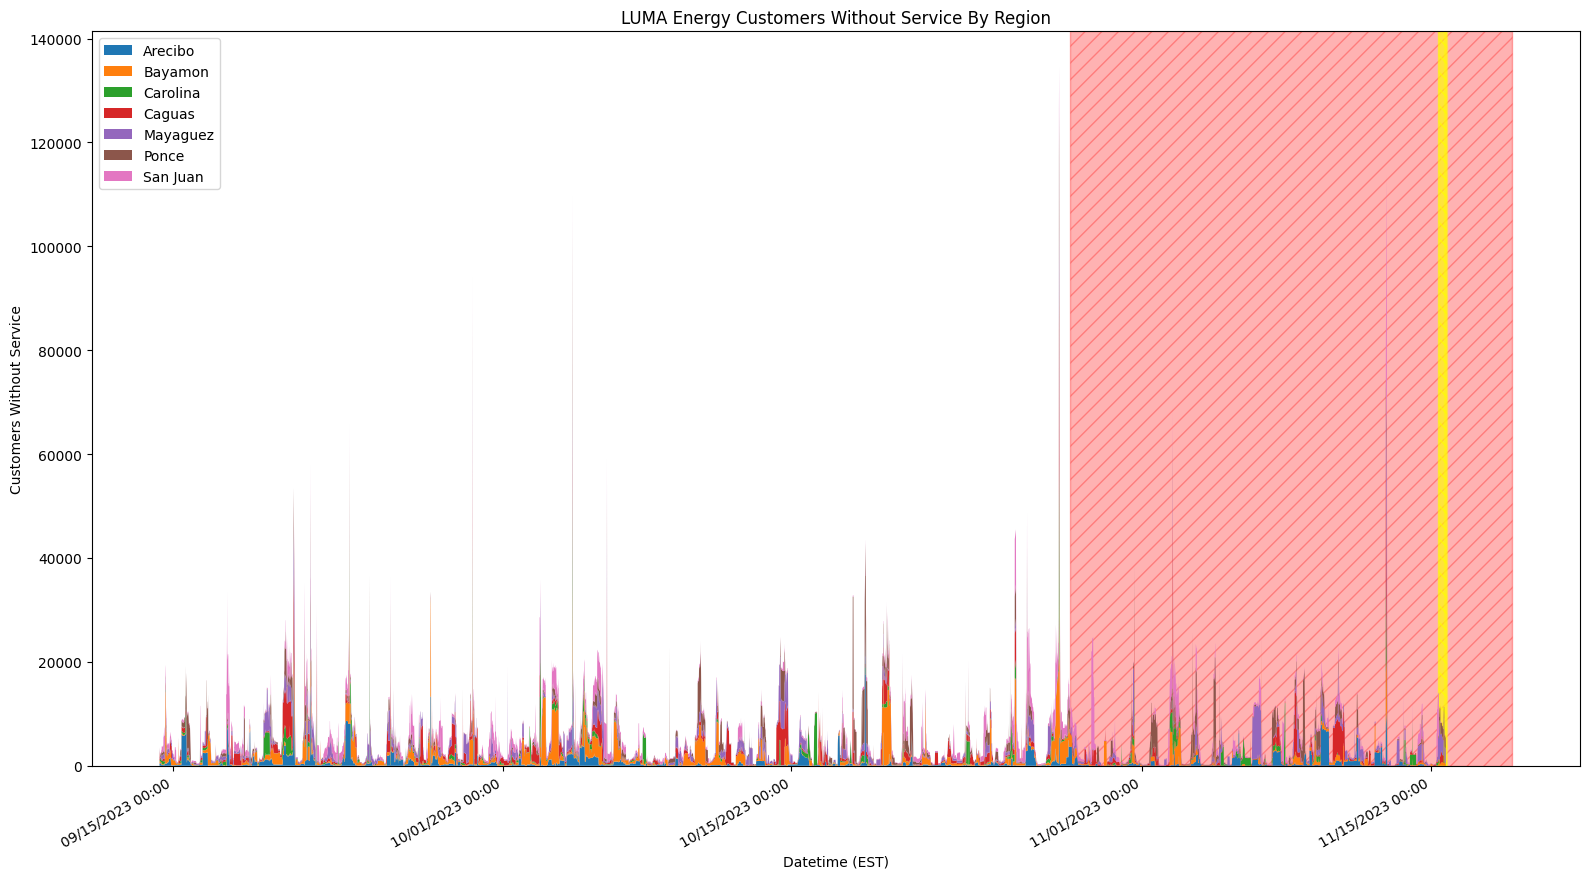 LUMA Energy Customers Without Service By Region
140000
120000
100000
80000
60000
40000
20000
0
Customers Without Service
Arecibo
Bayamon
Carolina
Caguas
Mayaguez
Ponce
San Juan
09/15/2023 00:00
10/01/2023 00:00
10/15/2023 00:00
11/01/2023 00:00
11/15/2023 00:00
Datetime (EST)